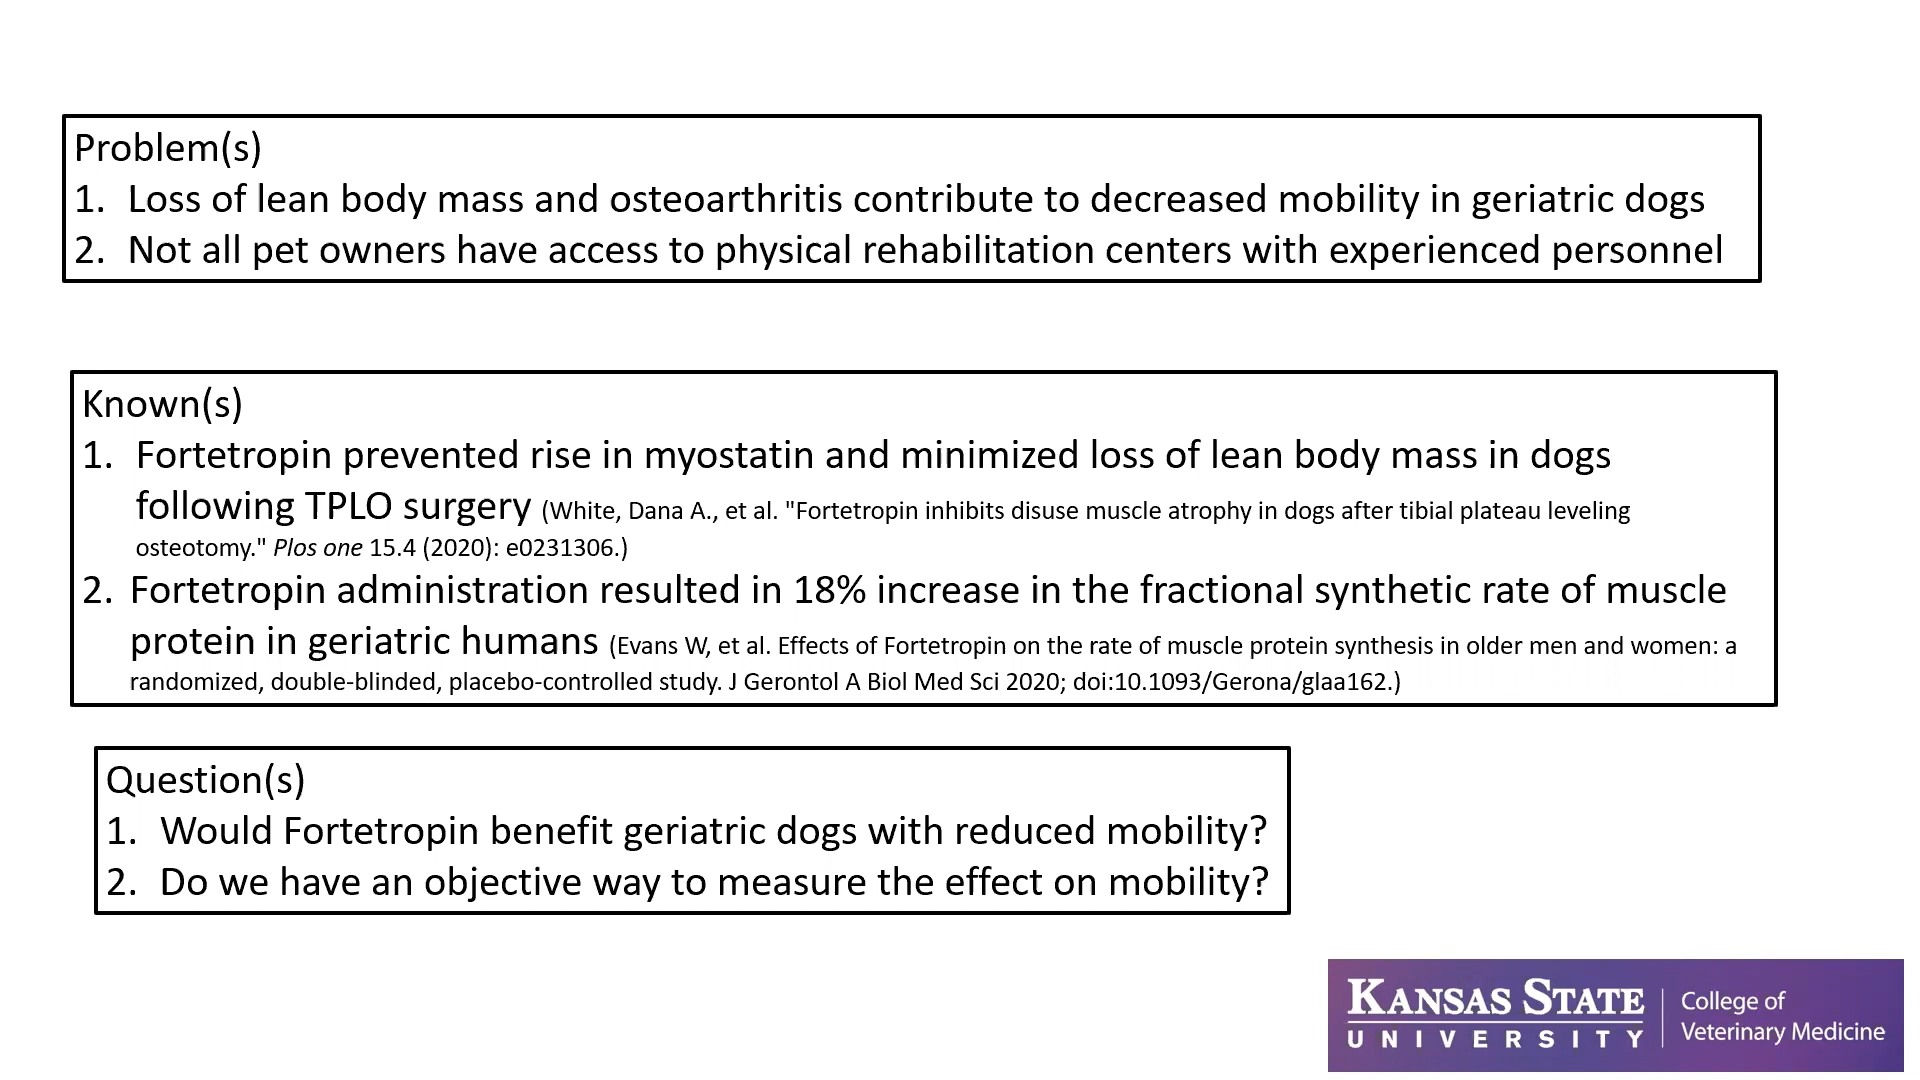 Problem(s)
1. Loss of lean body mass and osteoarthritis contribute to decreased mobility in geriatric dogs
2. Not all pet owners have access to physical rehabilitation centers with experienced personnel
Known(s)
1. Fortetropin prevented rise in myostatin and minimized loss of lean body mass in dogs
following TPLO surgery (White, Dana A., et al. "Fortetropin inhibits disuse muscle atrophy in dogs after tibial plateau leveling
osteotomy." Plos one 15.4 (2020): e0231306.)
2. Fortetropin administration resulted in 18% increase in the fractional synthetic rate of muscle
protein in geriatric humans (Evans W, et al. Effects of Fortetropin on the rate of muscle protein synthesis in older men and women: a
randomized, double-blinded, placebo-controlled study. J Gerontol A Biol Med Sci 2020; doi:10.1093/Gerona/glaa162.)
Question(s)
1. Would Fortetropin benefit geriatric dogs with reduced mobility?
2. Do we have an objective way to measure the effect on mobility?
KANSAS STATE
UNIVERSITY
College of
Veterinary Medicine